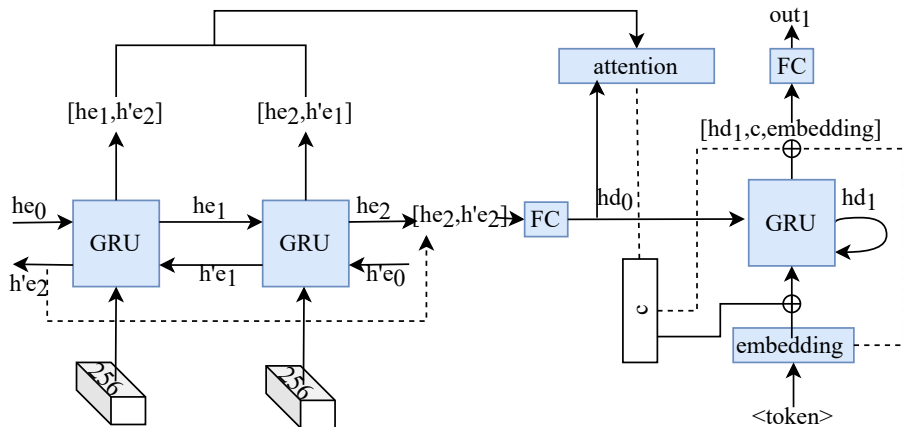 out₁
attention
FC
[he₁,h'e₂]
[he₂,h'e₁]
[hd₁,c,embedding]
he₀
he₁
he₂
[he₂,h'e₂]
FC
hd₀
GRU
GRU
GRU
hd₁
h'e₂
h'e₁
h'e₀
c
embedding
256
256
<token>